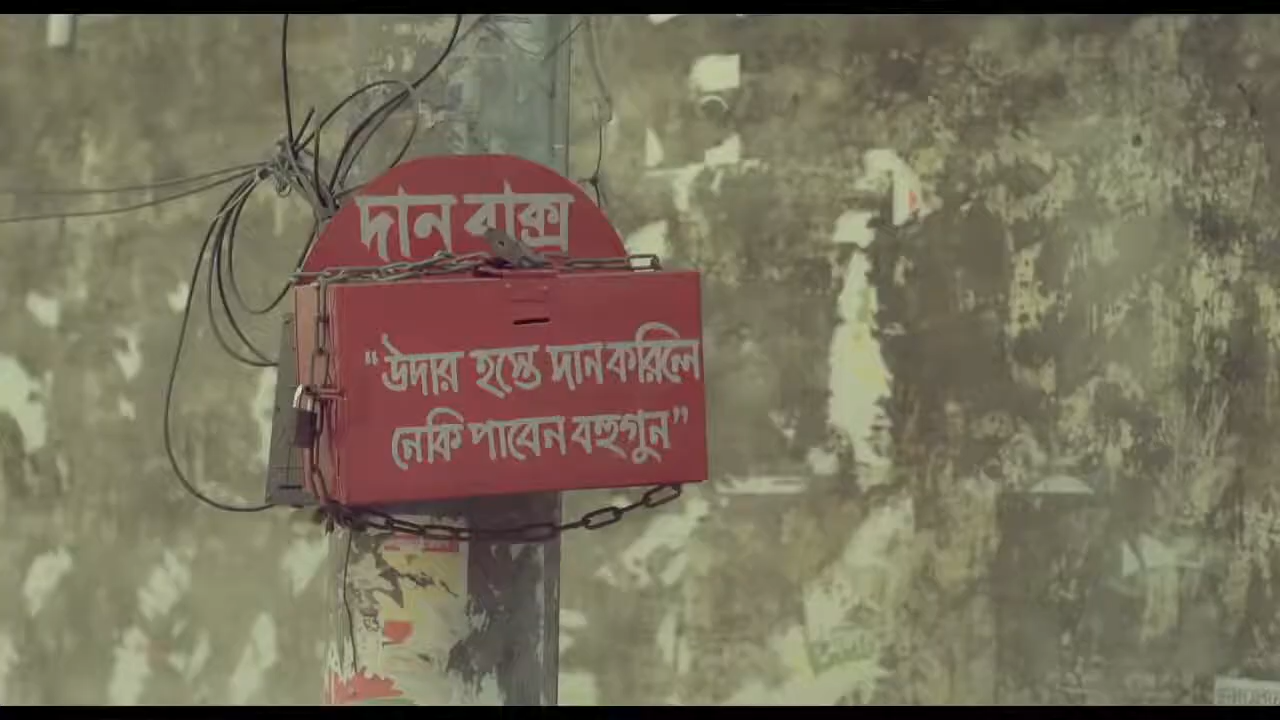 দান বাক্স
“উদার হস্তে দান করিলে
নেকি পাবেন বহুগুন”